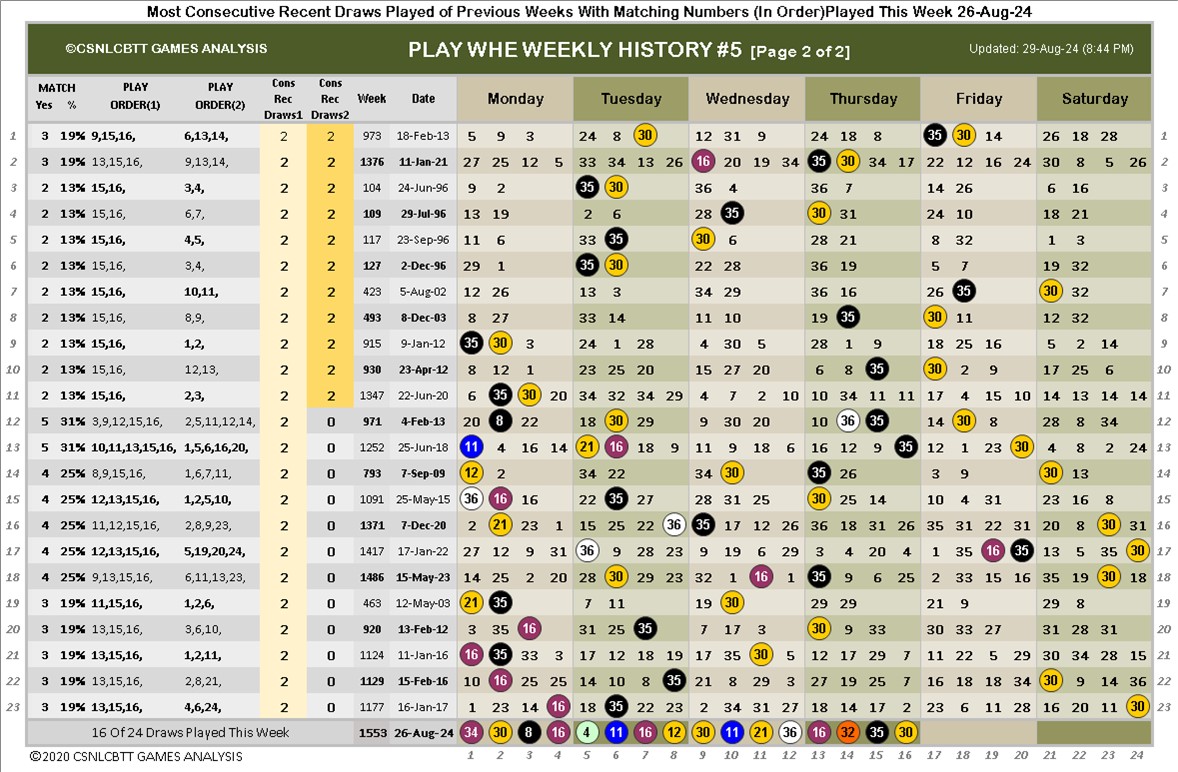 Most Consecutive Recent Draws Played of Previous Weeks With Matching Numbers (In Order)Played This Week 26-Aug-24
©CSNLCBTT GAMES ANALYSIS PLAY WHE WEEKLY HISTORY #5 [Page 2 of 2] Updated: 29-Aug-24 (8:44 PM)
MATCH Yes % PLAY ORDER(1) PLAY ORDER(2) Cons Rec Draws1 Cons Rec Draws2 Week Date Monday Tuesday Wednesday Thursday Friday Saturday
1 3 19% 9,15,16, 6,13,14, 2 2 973 18-Feb-13 5 9 3 24 8 30 12 31 9 24 18 8 35 30 14 26 18 28 1
2 3 19% 13,15,16, 9,13,14, 2 2 1376 11-Jan-21 27 25 12 5 33 34 13 26 16 20 19 34 35 30 34 17 22 12 16 24 30 8 5 26 2
3 2 13% 15,16, 3,4, 2 2 104 24-Jun-96 9 2 35 30 36 4 36 7 14 26 6 16 3
4 2 13% 15,16, 6,7, 2 2 109 29-Jul-96 13 19 2 6 28 35 30 31 24 10 18 21 4
5 2 13% 15,16, 4,5, 2 2 117 23-Sep-96 11 6 33 35 30 6 28 21 8 32 1 3 5
6 2 13% 15,16, 3,4, 2 2 127 2-Dec-96 29 1 35 30 22 28 36 19 5 7 19 32 6
7 2 13% 15,16, 10,11, 2 2 423 5-Aug-02 12 26 13 3 34 29 36 16 26 35 30 32 7
8 2 13% 15,16, 8,9, 2 2 493 8-Dec-03 8 27 33 14 11 10 19 35 30 11 12 32 8
9 2 13% 15,16, 1,2, 2 2 915 9-Jan-12 35 30 3 24 1 28 4 30 5 28 1 9 18 25 16 5 2 14 9
10 2 13% 15,16, 12,13, 2 2 930 23-Apr-12 8 12 1 23 25 20 15 27 20 6 8 35 30 2 9 17 25 6 10
11 2 13% 15,16, 2,3, 2 2 1347 22-Jun-20 6 35 30 20 34 32 34 29 4 7 2 10 10 34 11 11 17 4 15 10 14 13 14 14 11
12 5 31% 3,9,12,15,16, 2,5,11,12,14, 2 0 971 4-Feb-13 20 8 22 18 30 29 9 30 20 10 36 35 14 30 8 28 8 34 12
13 5 31% 10,11,13,15,16, 1,5,6,16,20, 2 0 1252 25-Jun-18 11 4 16 14 21 16 18 9 11 9 18 6 16 12 9 35 12 1 23 30 4 8 2 24 13
14 4 25% 8,9,15,16, 1,6,7,11, 2 0 793 7-Sep-09 12 2 34 22 34 30 35 26 3 9 30 13 14
15 4 25% 12,13,15,16, 1,2,5,10, 2 0 1091 25-May-15 36 16 16 22 35 27 28 31 25 30 25 14 10 4 31 23 16 8 15
16 4 25% 11,12,15,16, 2,8,9,23, 2 0 1371 7-Dec-20 2 21 23 1 15 25 22 36 35 17 12 26 36 18 31 26 35 31 22 31 20 8 30 31 16
17 4 25% 12,13,15,16, 5,19,20,24, 2 0 1417 17-Jan-22 27 12 9 31 36 9 28 23 9 19 6 29 3 4 20 4 1 35 16 35 13 5 35 30 17
18 4 25% 9,13,15,16, 6,11,13,23, 2 0 1486 15-May-23 14 25 2 20 28 30 29 23 32 1 16 1 35 9 6 25 2 33 15 16 35 19 30 18 18
19 3 19% 11,15,16, 1,2,6, 2 0 463 12-May-03 21 35 7 11 19 30 29 29 21 9 29 8 19
20 3 19% 13,15,16, 3,6,10, 2 0 920 13-Feb-12 3 35 16 31 25 35 7 17 3 30 9 33 30 33 27 31 28 31 20
21 3 19% 13,15,16, 1,2,11, 2 0 1124 11-Jan-16 16 35 33 3 17 12 18 19 17 35 30 5 12 17 29 7 11 22 5 29 30 34 28 15 21
22 3 19% 13,15,16, 2,8,21, 2 0 1129 15-Feb-16 10 16 25 25 14 10 8 35 21 8 29 3 27 19 25 7 16 18 18 34 30 9 14 36 22
23 3 19% 13,15,16, 4,6,24, 2 0 1177 16-Jan-17 1 23 14 16 18 35 22 23 2 34 31 27 18 14 17 2 23 6 11 28 16 20 11 30 23
16 Of 24 Draws Played This Week 1553 26-Aug-24 34 30 8 16 4 11 16 12 30 11 21 36 16 32 35 30
©2020 CSNLCBTT GAMES ANALYSIS 1 2 3 4 5 6 7 8 9 10 11 12 13 14 15 16 17 18 19 20 21 22 23 24